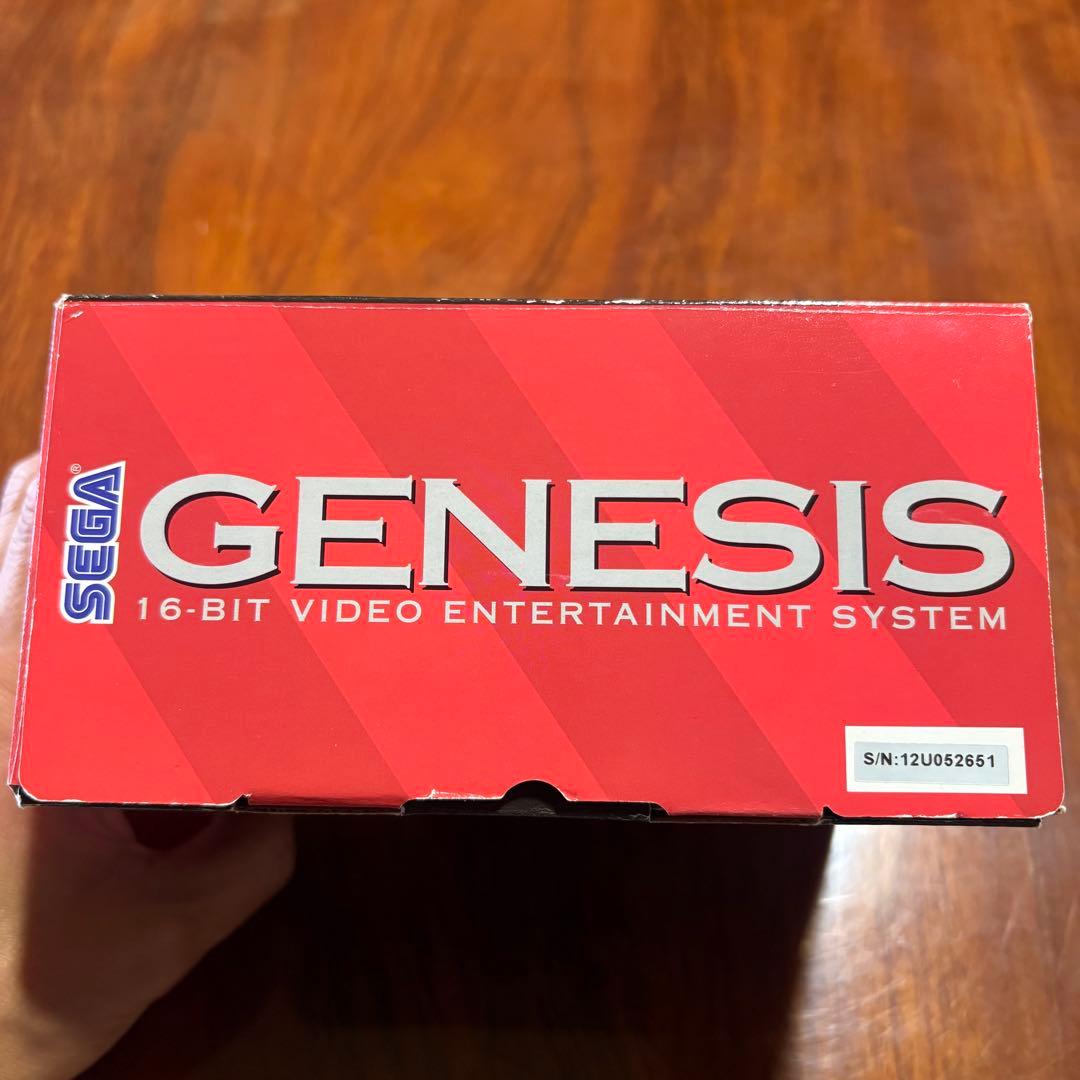 SEGA®
GENESIS
16-BIT VIDEO ENTERTAINMENT SYSTEM
S/N:12U052651